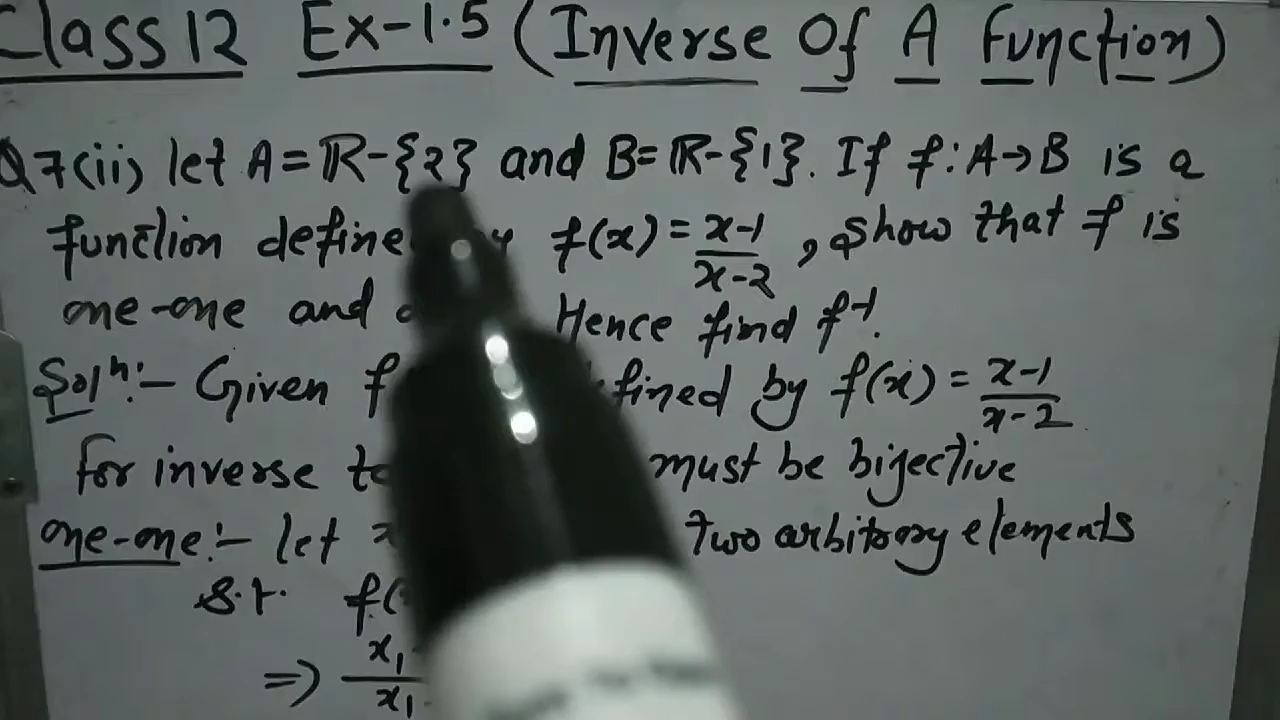 Class 12 Ex-1.5 (Inverse Of A Function)
Q7(ii) let A = ℝ-{2} and B = ℝ-{1}. If f: A→B is a
function define f(x) = x-1/x-2, show that f is
one-one and Hence find f⁻¹.
Solⁿ:- Given f fined by f(x) = x-1/x-2
for inverse must be bijective
one-one:- let two arbitrary elements
s.t. f(
=> x₁/x₁